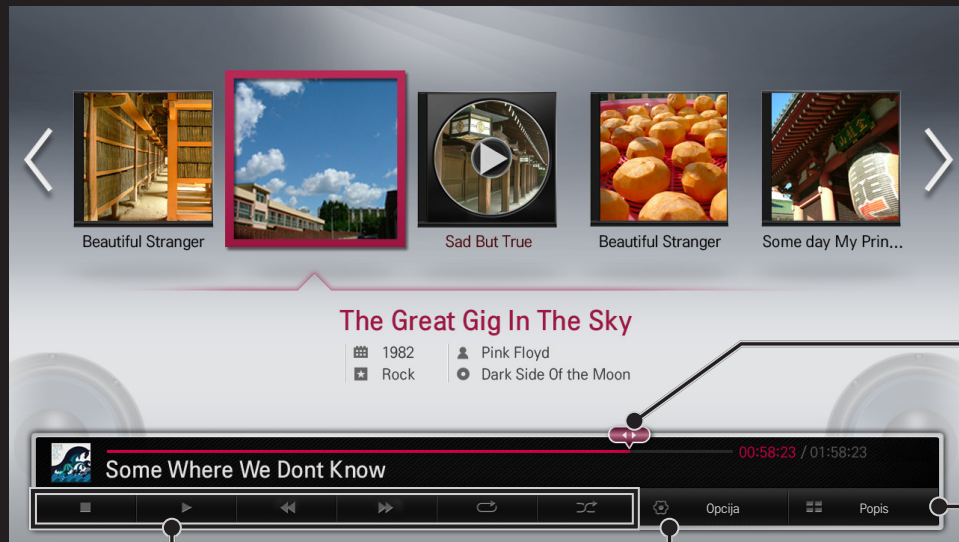 Beautiful Stranger
Sad But True
Beautiful Stranger
Some day My Prin...
The Great Gig In The Sky
1982
Pink Floyd
Rock
Dark Side Of the Moon
00:58:23 / 01:58:23
Some Where We Dont Know
Opcija
Popis